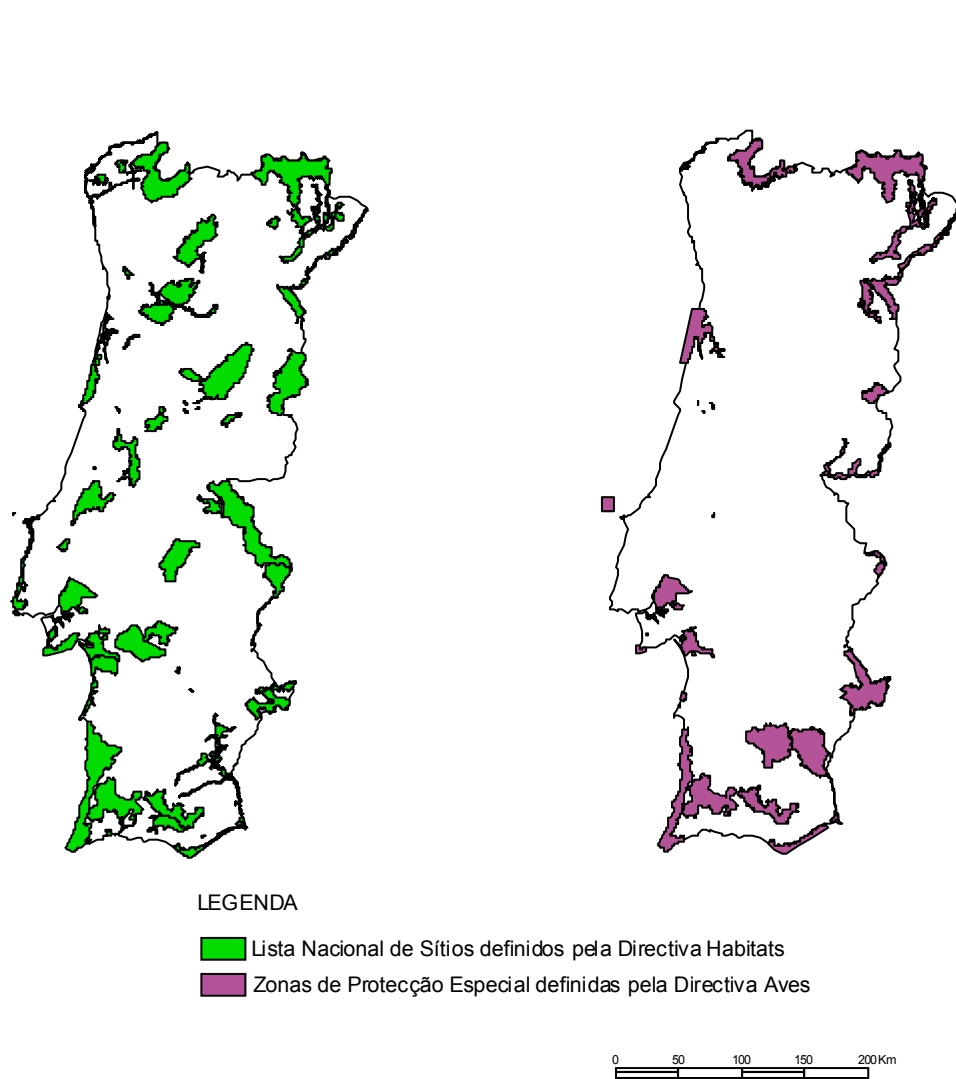 LEGENDA
Lista Nacional de Sítios definidos pela Directiva Habitats
Zonas de Protecção Especial definidas pela Directiva Aves
0 50 100 150 200 Km